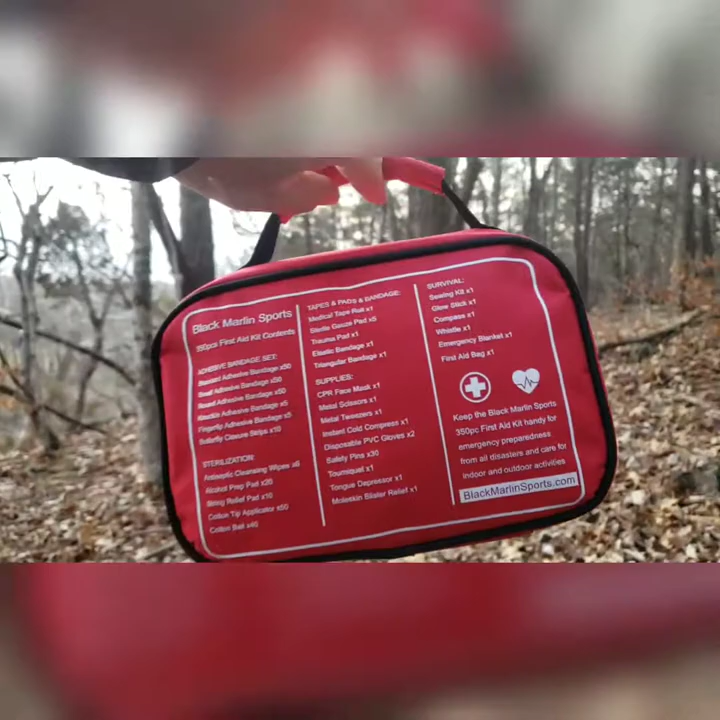 Black Marlin Sports
350pc First Aid Kit Contents
ADHESIVE BANDAGE SET:
Standard Adhesive Bandage x50
Small Adhesive Bandage x50
Round Adhesive Bandage x50
Knuckle Adhesive Bandage x5
Fingertip Adhesive Bandage x5
Butterfly Closure Strips x10
STERILIZATION:
Antiseptic Cleansing Wipes
Alcohol Prep Pad x20
Sting Relief Pad x10
Cotton Tip Applicator x50
Cotton Ball
TAPES & PADS & BANDAGE:
Medical Tape Roll x1
Sterile Gauze Pad x5
Trauma Pad x1
Elastic Bandage x1
Triangular Bandage x1
SUPPLIES:
CPR Face Mask x1
Metal Scissors x1
Metal Tweezers x1
Instant Cold Compress x1
Disposable PVC Gloves x2
Safety Pins x30
Tourniquet x1
Tongue Depressor x1
Moleskin Blister Relief x1
SURVIVAL:
Sewing Kit x1
Glow Stick x1
Compass x1
Whistle x1
Emergency Blanket x1
First Aid Bag x1
Keep the Black Marlin Sports
350pc First Aid Kit handy for
emergency preparedness
from all disasters and care for
indoor and outdoor activities
BlackMarlinSports.com